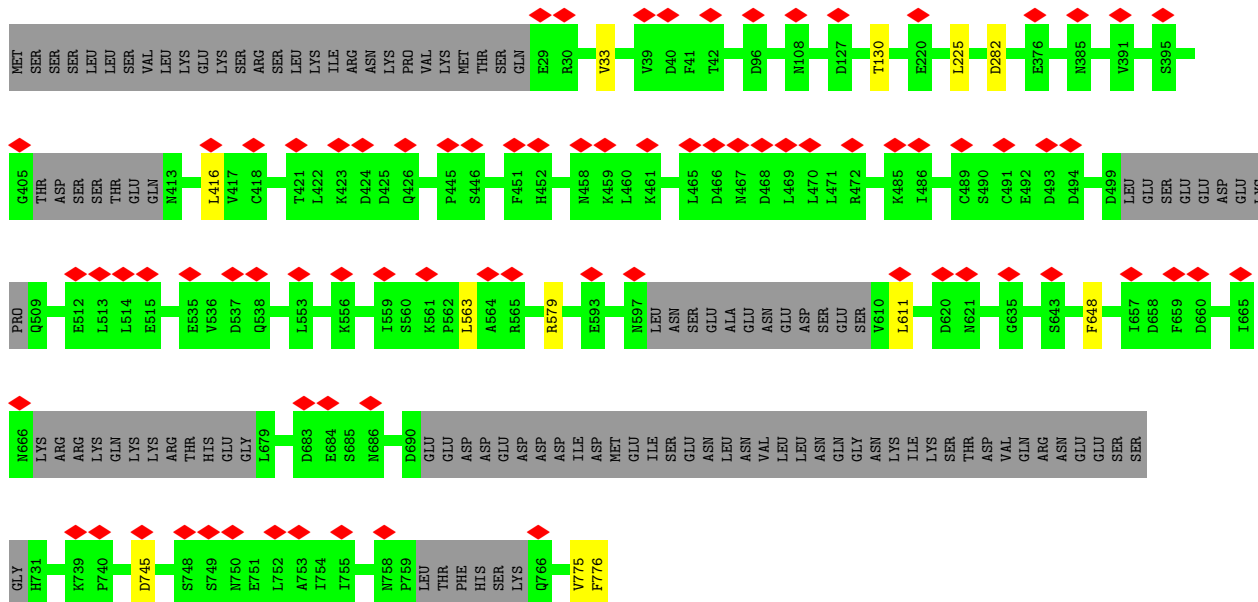 MET SER SER SER LEU LEU SER VAL LEU LYS GLU LYS SER ARG SER LEU LYS ILE ARG ASN LYS PRO VAL LYS MET THR SER GLN E29 R30 V33 V39 D40 F41 T42 D96 N108 D127 T130 E220 L225 D282 E376 N385 V391 S395
G405 THR ASP SER SER THR GLU GLN N413 L416 V417 C418 T421 L422 K423 D424 D425 Q426 P445 S446 F451 H452 N458 K459 L460 K461 L465 D466 N467 D468 L469 L470 L471 R472 K485 I486 C489 S490 C491 E492 D493 D494 D499 LEU GLU SER GLU GLU ASP GLU LYS
PRO Q509 E512 L513 L514 E515 E535 V536 D537 Q538 L553 K556 I559 S560 K561 P562 L563 A564 R565 R579 E593 N597 LEU ASN SER GLU ALA GLU ASN GLU ASP SER GLU SER V610 L611 D620 N621 G635 S643 F648 I657 D658 F659 D660 I665
N666 LYS ARG ARG LYS GLN LYS LYS ARG THR HIS GLU GLY L679 D683 E684 S685 N686 D690 GLU GLU ASP ASP GLU ASP ASP ASP ILE ASP MET GLU ILE SER GLU ASN LEU ASN VAL LEU LEU ASN GLN GLY ASN LYS ILE LYS SER THR ASP VAL GLN ARG ASN GLU GLU SER SER
GLY H731 K739 P740 D745 S748 S749 N750 E751 L752 A753 I754 I755 N758 P759 LEU THR PHE HIS SER LYS Q766 V775 F776